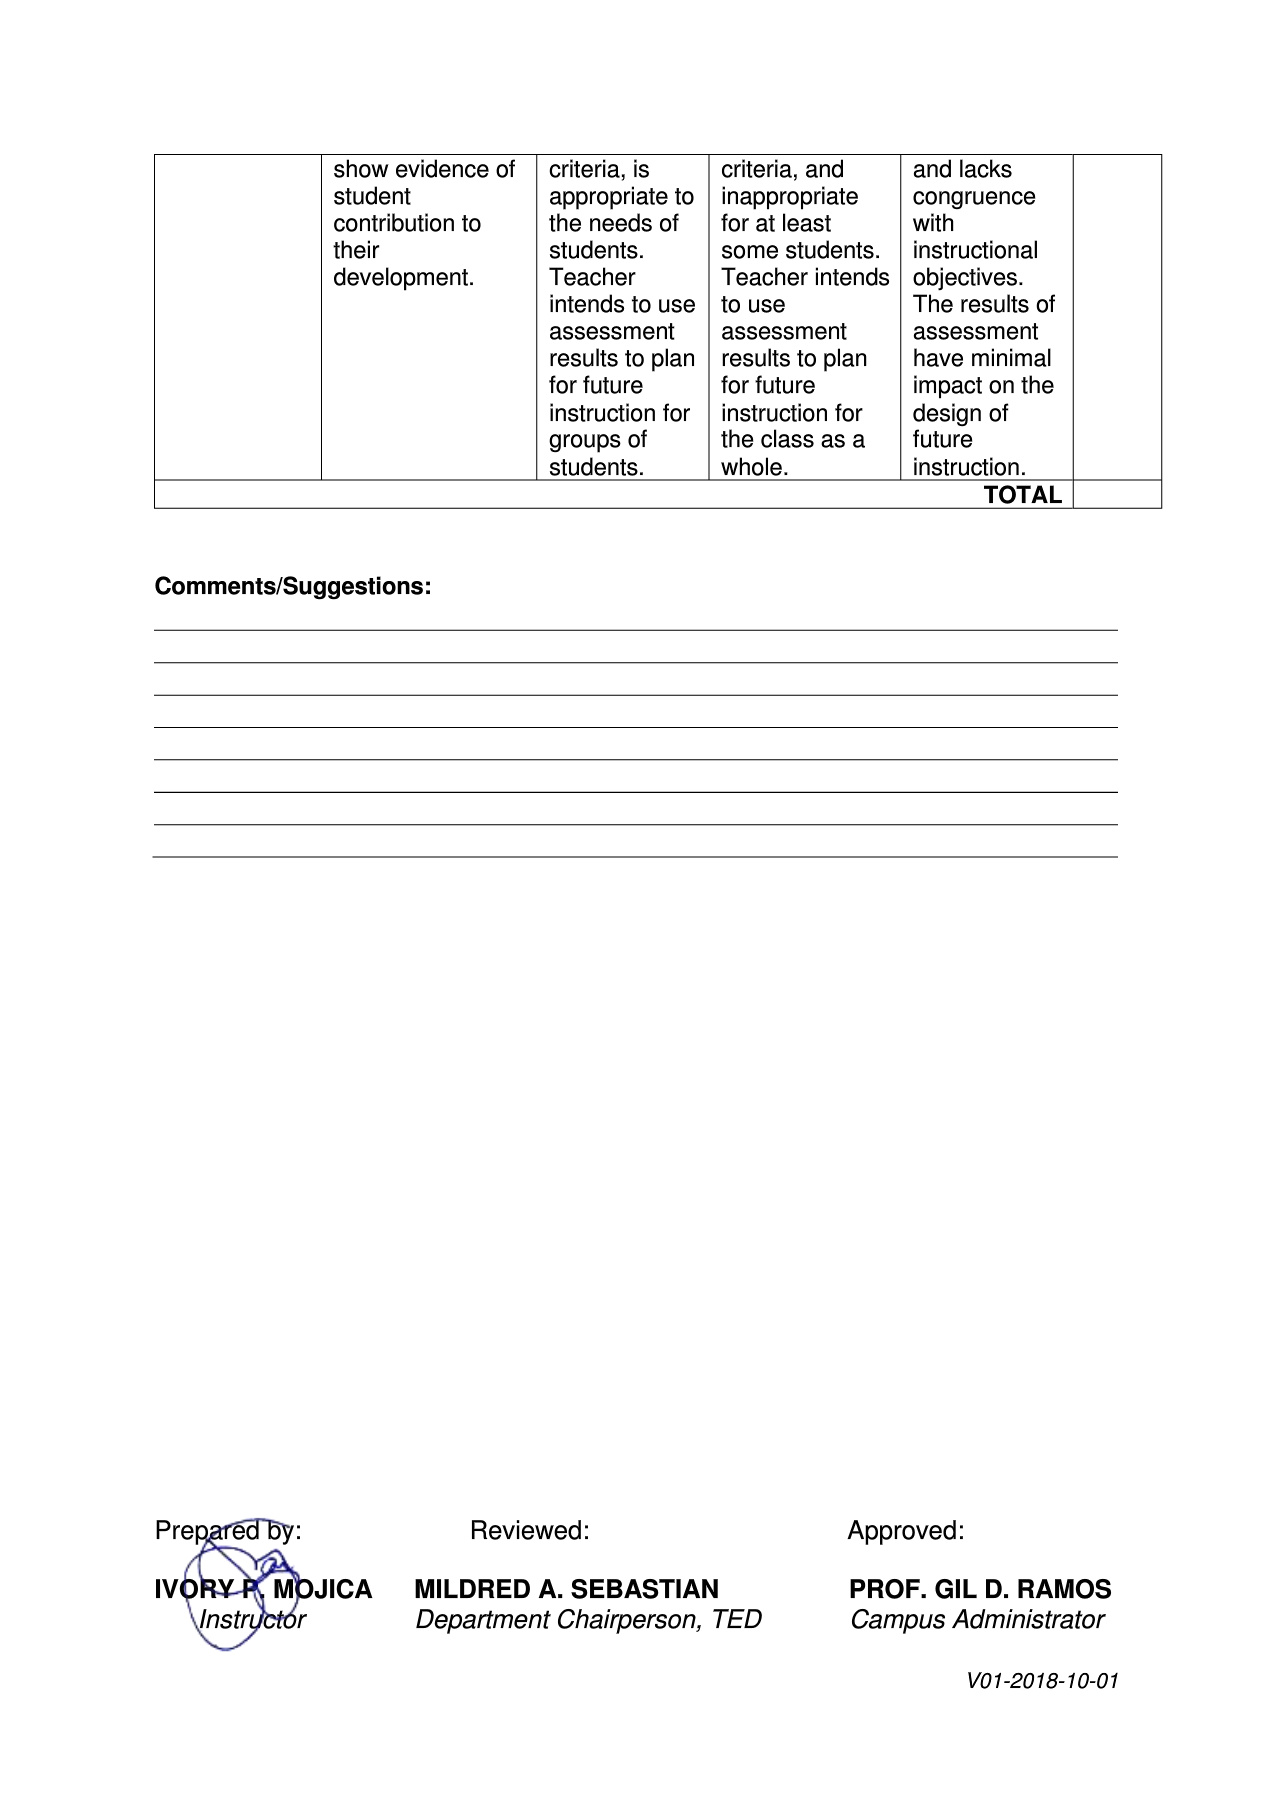 show evidence of
student
contribution to
their
development.
criteria, is
appropriate to
the needs of
students.
Teacher
intends to use
assessment
results to plan
for future
instruction for
groups of
students.
criteria, and
inappropriate
for at least
some students.
Teacher intends
to use
assessment
results to plan
for future
instruction for
the class as a
whole.
and lacks
congruence
with
instructional
objectives.
The results of
assessment
have minimal
impact on the
design of
future
instruction.
TOTAL
Comments/Suggestions:
Prepared by:
Reviewed:
Approved:
IVORY P. MOJICA
MILDRED A. SEBASTIAN
PROF. GIL D. RAMOS
Instructor
Department Chairperson, TED
Campus Administrator
V01-2018-10-01